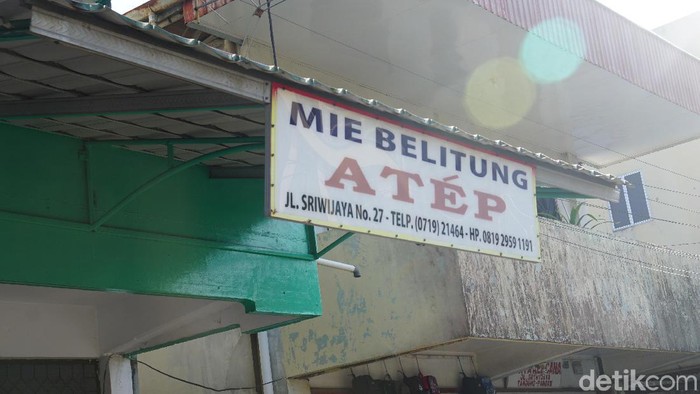 MIE BELITUNG
ATÉP
JL. SRIWIJAYA No. 27 - TELP. (0719) 21464 - HP. 0819 2959 1191
detikcom